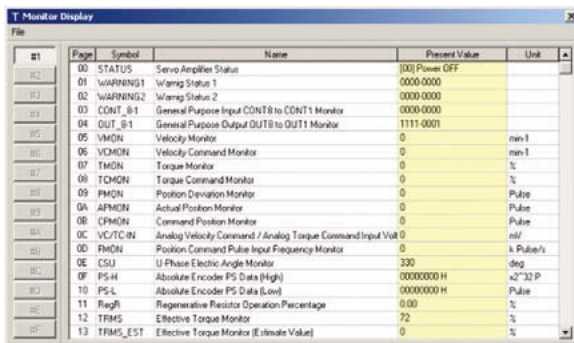 Monitor Display
File
Page Symbol Name Present Value Unit
#1 00 STATUS Servo Amplifier Status [00] Power OFF
01 WARNING1 Warnig Status 1 0000-0000
#2 02 WARNING2 Warnig Status 2 0000-0000
#3 03 CONT_8-1 General Purpose Input CONT8 to CONT1 Monitor 0000-0000
#4 04 OUT_8-1 General Purpose Output OUT8 to OUT1 Monitor 1111-0001
#5 05 VMON Velocity Monitor 0 min-1
#6 06 VCMON Velocity Command Monitor 0 min-1
#7 07 TMON Torque Monitor 0 %
08 TCMON Torque Command Monitor 0 %
#8 09 PMON Position Deviation Monitor 0 Pulse
#9 0A APMON Actual Position Monitor 0 Pulse
0B CPMON Command Position Monitor 0 Pulse
#A 0C VC/TC-IN Analog Velocity Command / Analog Torque Command Input Volt 0 mV
#B 0D FMON Position Command Pulse Input Frequency Monitor 0 k Pulse/s
#C 0E CSU U-Phase Electric Angle Monitor 330 deg
0F PS-H Absolute Encoder PS Data (High) 00000000 H x2^32 P
#D 10 PS-L Absolute Encoder PS Data (Low) 00000000 H Pulse
#E 11 RegR Regenerative Resistor Operation Percentage 0.00 %
12 TRMS Effective Torque Monitor 72 %
#F 13 TRMS_EST Effective Torque Monitor (Estimate Value) 0 %